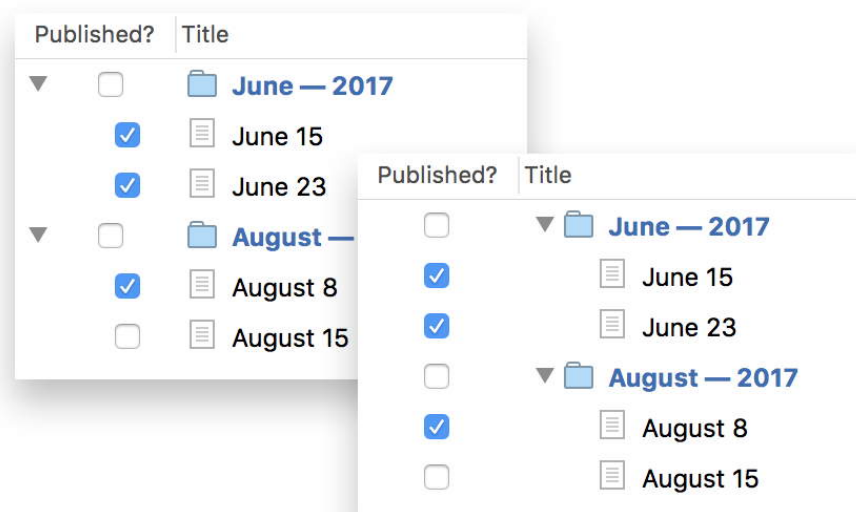 Published? Title
June — 2017
June 15
June 23
August —
August 8
August 15
Published? Title
June — 2017
June 15
June 23
August — 2017
August 8
August 15